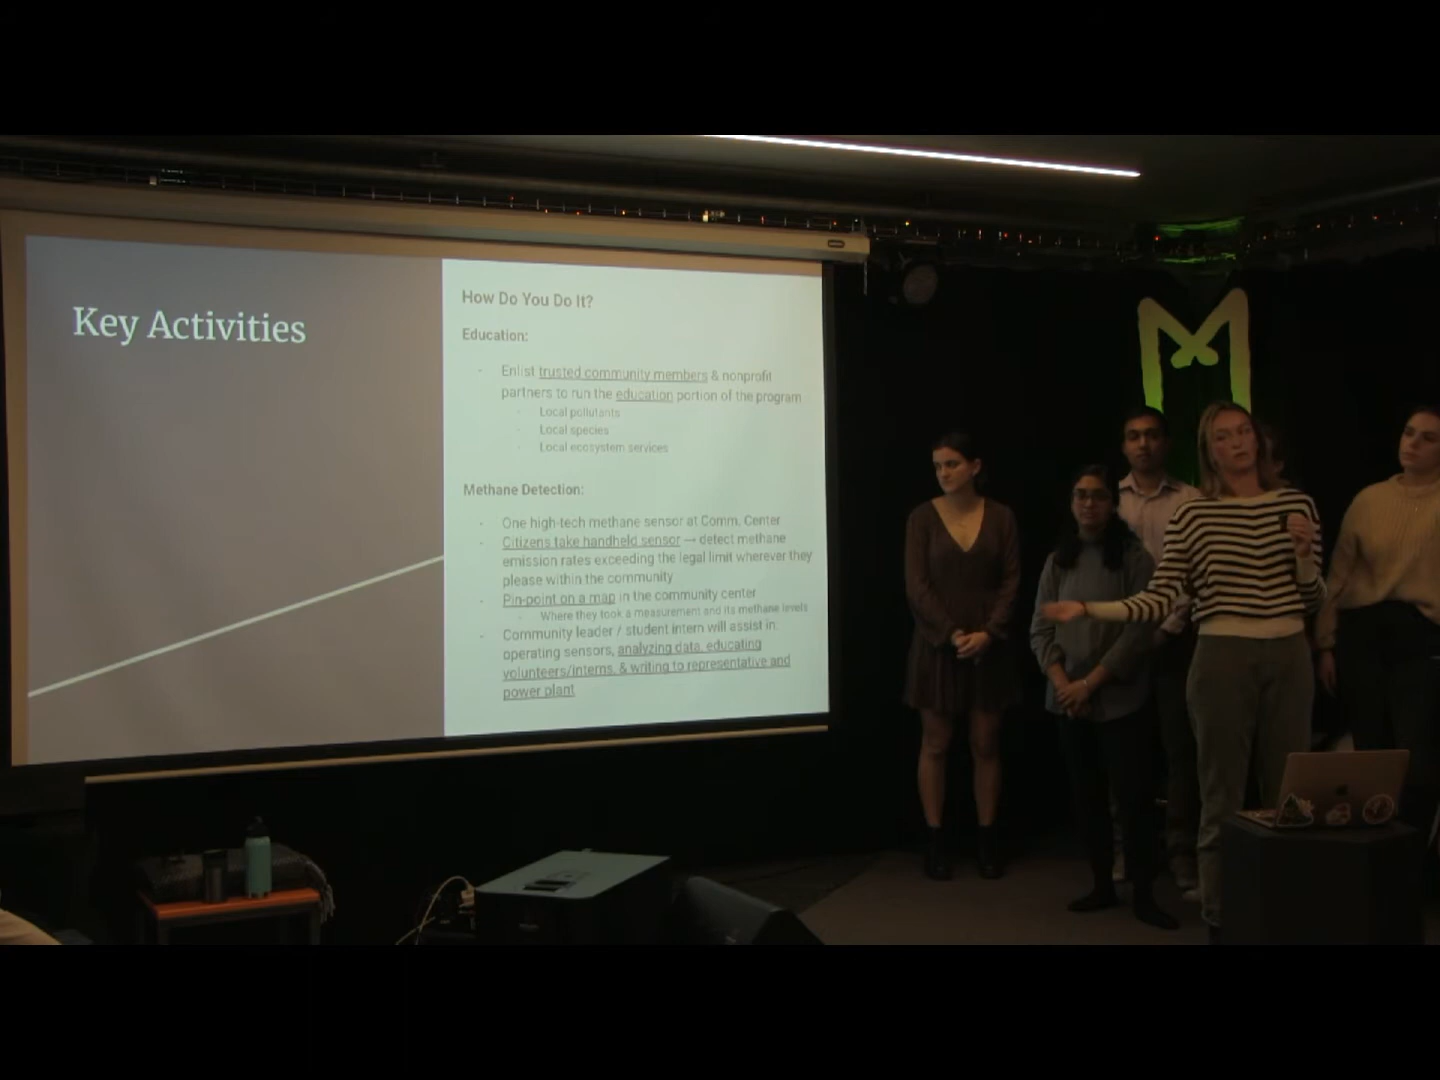 Key Activities
How Do You Do It?
Education:
- Enlist trusted community members & nonprofit
partners to run the education portion of the program
- Local pollutants
- Local species
- Local ecosystem services
Methane Detection:
- One high-tech methane sensor at Comm. Center
- Citizens take handheld sensor → detect methane
emission rates exceeding the legal limit wherever they
please within the community
- Pin-point on a map in the community center
- Where they took a measurement and its methane levels
- Community leader / student intern will assist in:
operating sensors, analyzing data, educating
volunteers/interns, & writing to representative and
power plant
M